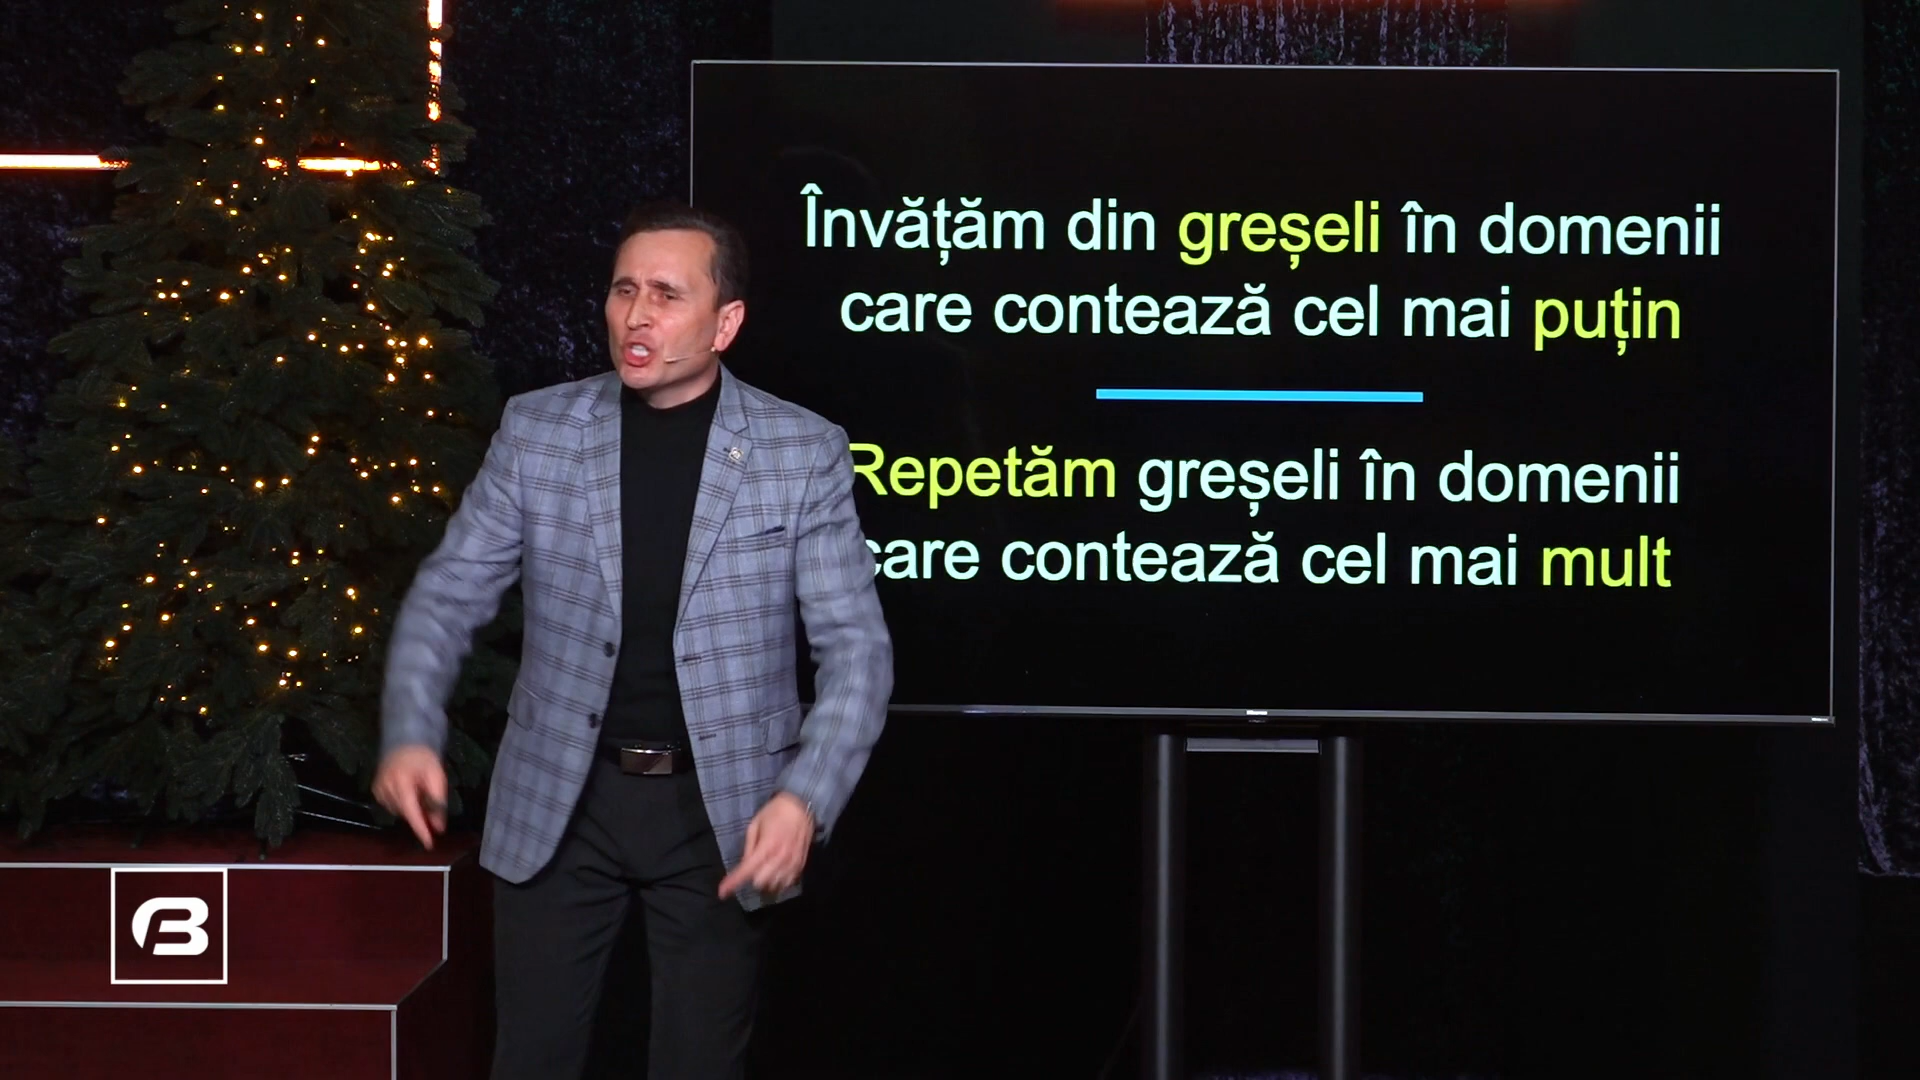 Învățăm din greșeli în domenii
care contează cel mai puțin
Repetăm greșeli în domenii
care contează cel mai mult
B